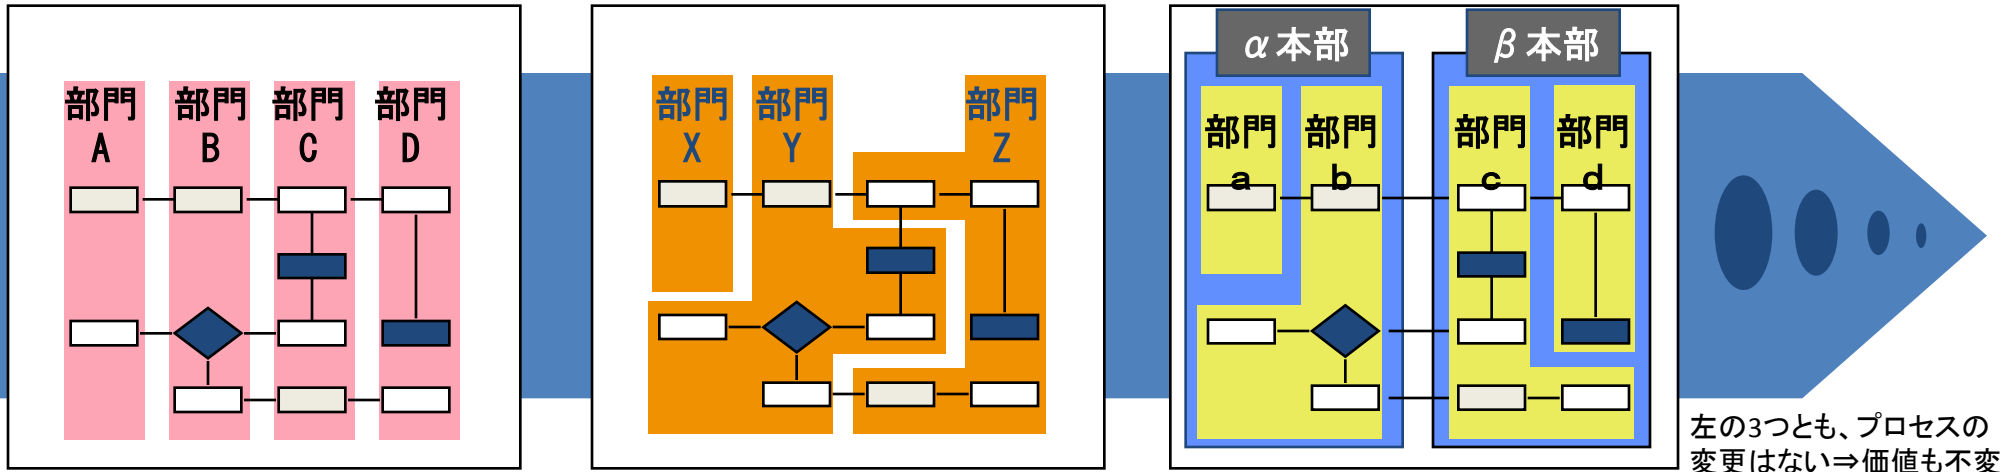 部門
A
部門
B
部門
C
部門
D
部門
X
部門
Y
部門
Z
α本部
β本部
部門
a
部門
b
部門
c
部門
d
左の3つとも、プロセスの
変更はない⇒価値も不変